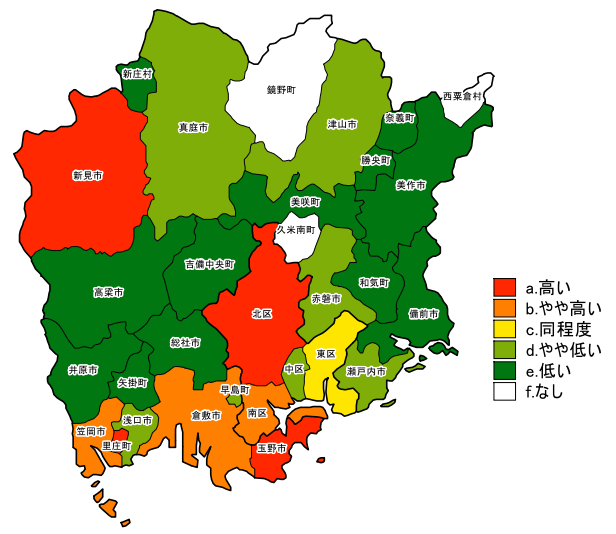 新庄村
鏡野町
西粟倉村
真庭市
津山市
奈義町
勝央町
新見市
美作市
美咲町
久米南町
吉備中央町
高梁市
赤磐市
和気町
北区
備前市
総社市
東区
井原市
中区
瀬戸内市
矢掛町
早島町
浅口市
倉敷市
南区
笠岡市
里庄町
玉野市
a.高い
b.やや高い
c.同程度
d.やや低い
e.低い
f.なし